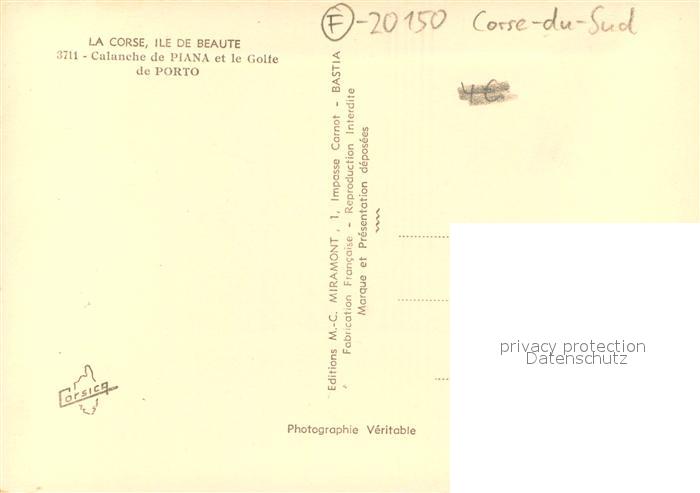 LA CORSE, ILE DE BEAUTE
3711 - Calanche de PIANA et le Golfe
de PORTO
F -20150 Corse-du-Sud
4€
Editions M.-C. MIRAMONT, 1, Impasse Carnot - BASTIA
Fabrication Française - Reproduction Interdite
Marque et Présentation déposées
privacy protection
Datenschutz
Corsica
Photographie Véritable